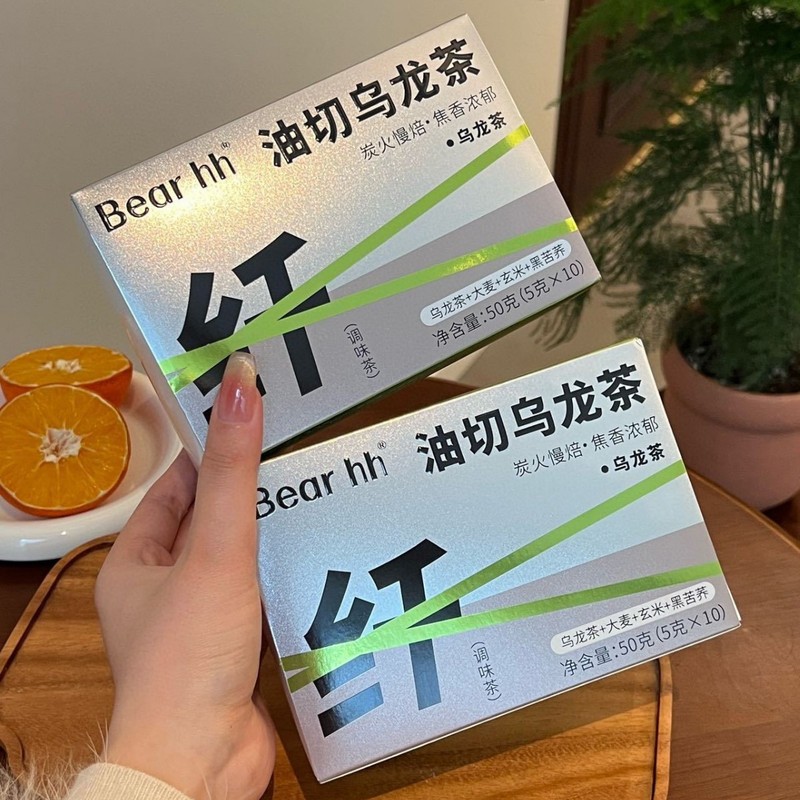 Bear hh®
油切乌龙茶
炭火慢焙·焦香浓郁
•乌龙茶
纤
(调味茶)
乌龙茶+大麦+玄米+黑苦荞
净含量:50克(5克×10)
Bear hh®
油切乌龙茶
炭火慢焙·焦香浓郁
•乌龙茶
纤
(调味茶)
乌龙茶+大麦+玄米+黑苦荞
净含量:50克(5克×10)